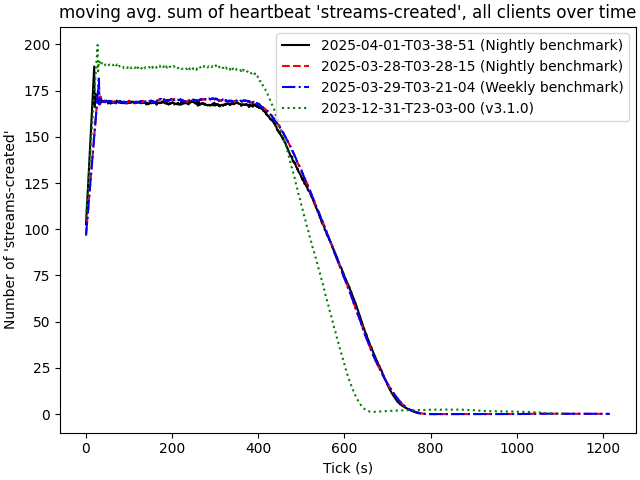 moving avg. sum of heartbeat 'streams-created', all clients over time
Number of 'streams-created'
200
175
150
125
100
75
50
25
0
2025-04-01-T03-38-51 (Nightly benchmark)
2025-03-28-T03-28-15 (Nightly benchmark)
2025-03-29-T03-21-04 (Weekly benchmark)
2023-12-31-T23-03-00 (v3.1.0)
0 200 400 600 800 1000 1200
Tick (s)